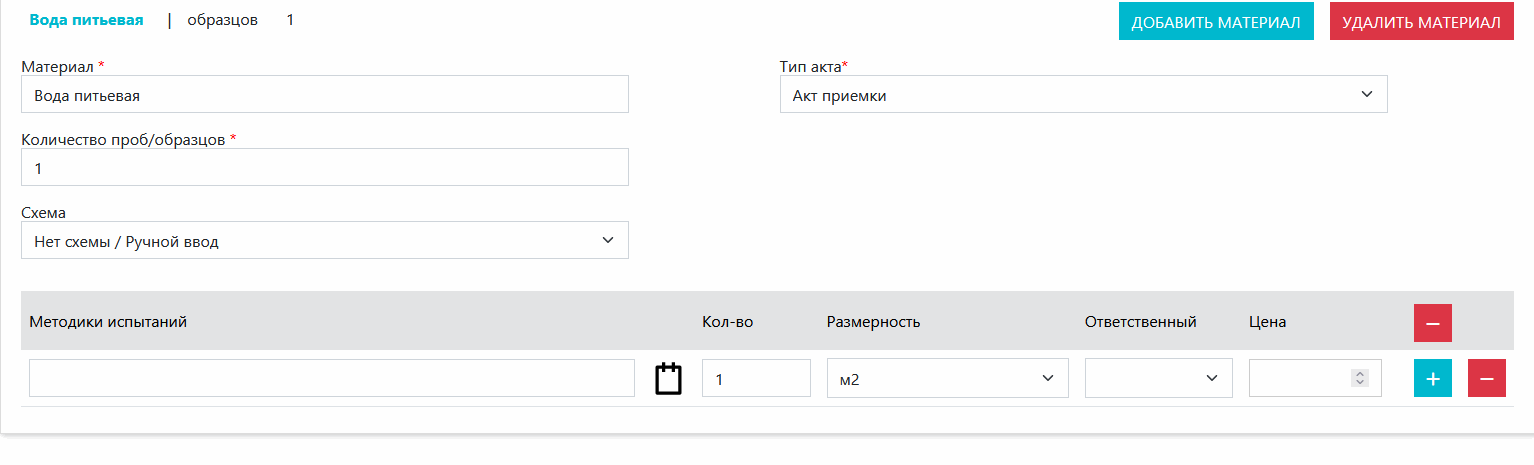 Вода питьевая | образцов 1 ДОБАВИТЬ МАТЕРИАЛ УДАЛИТЬ МАТЕРИАЛ
Материал * Тип акта*
Вода питьевая Акт приемки
Количество проб/образцов *
1
Схема
Нет схемы / Ручной ввод
Методики испытаний Кол-во Размерность Ответственный Цена −
1 м2 + −